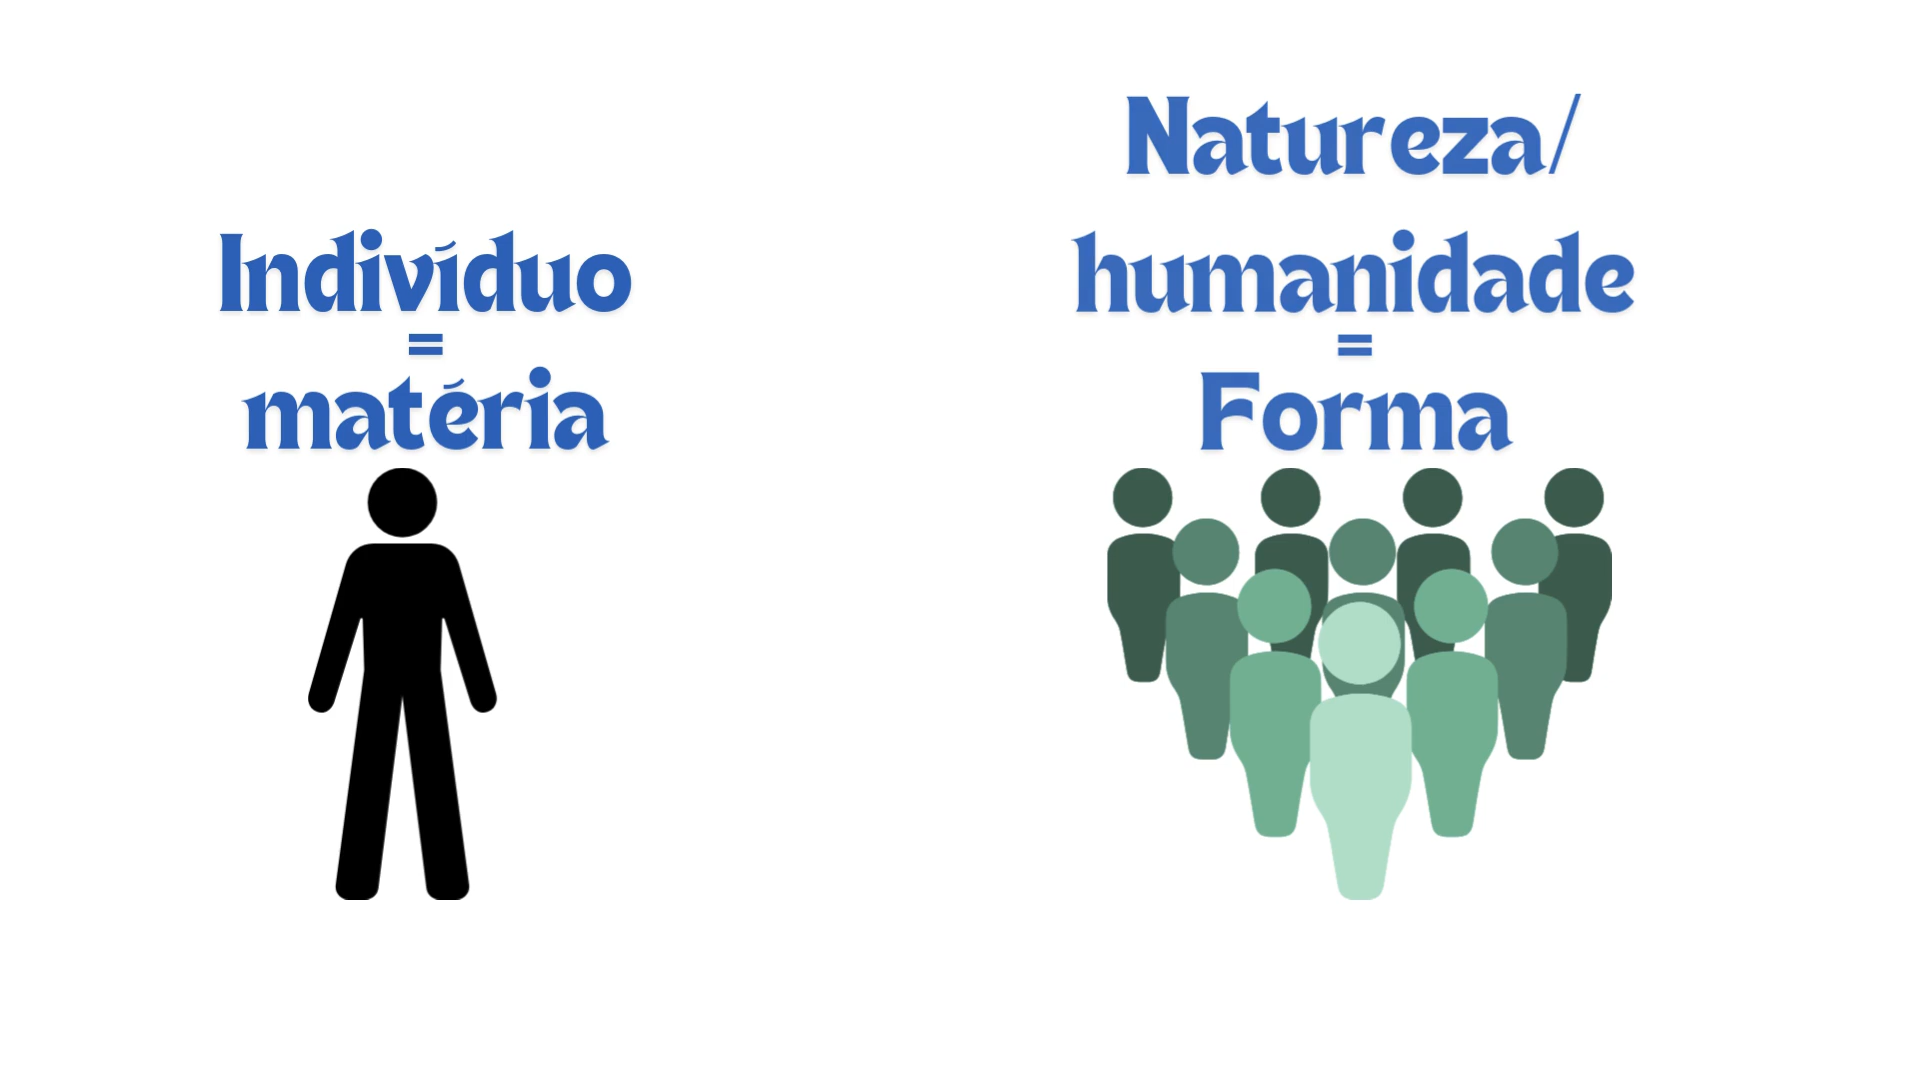 Indivíduo
=
matéria
Natureza/
humanidade
=
Forma